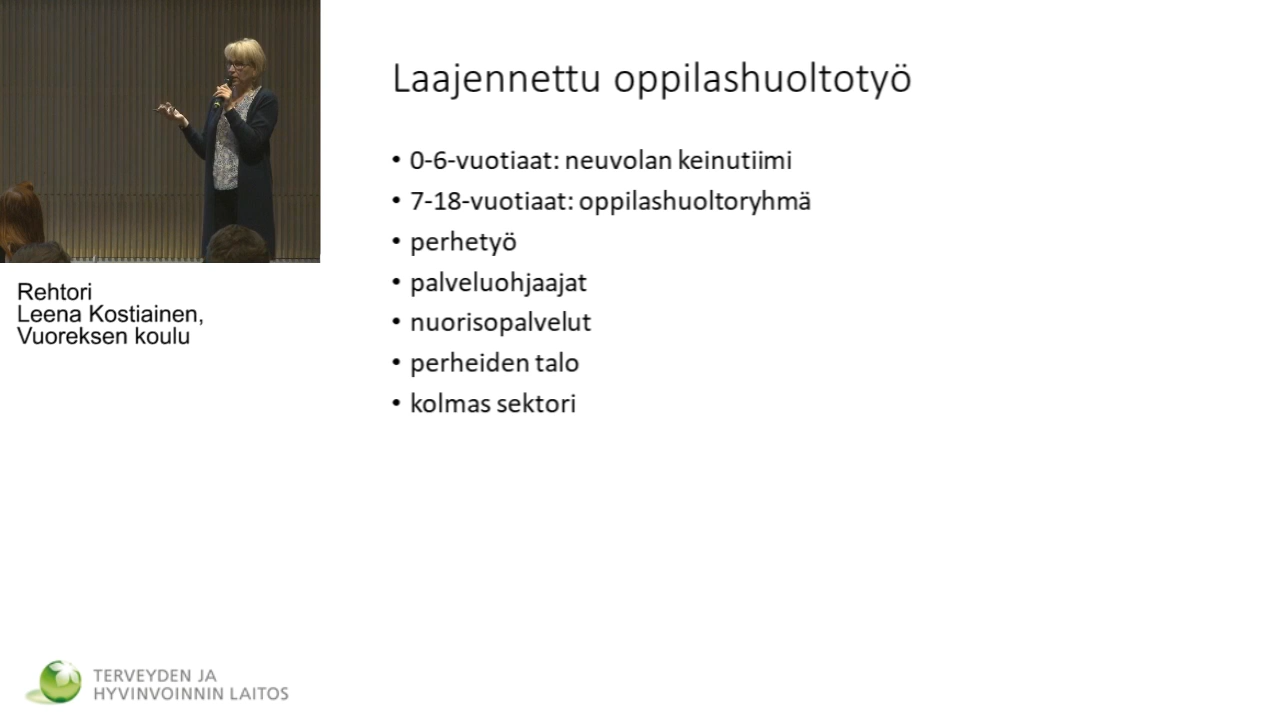 Laajennettu oppilashuoltotyö
• 0-6-vuotiaat: neuvolan keinutiimi
• 7-18-vuotiaat: oppilashuoltoryhmä
• perhetyö
• palveluohjaajat
• nuorisopalvelut
• perheiden talo
• kolmas sektori
Rehtori
Leena Kostiainen,
Vuoreksen koulu
TERVEYDEN JA
HYVINVOINNIN LAITOS